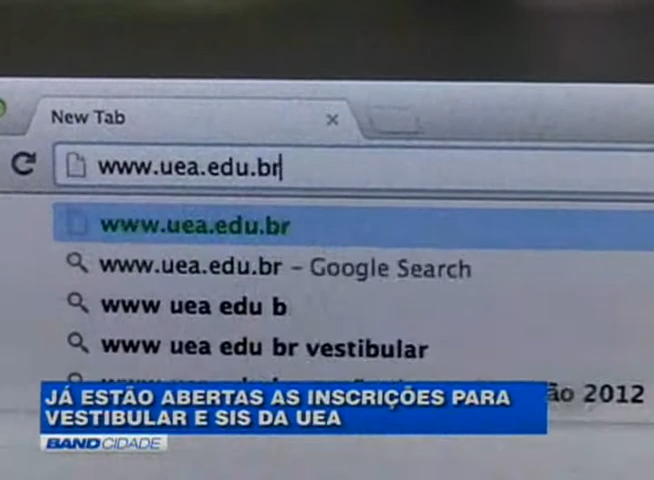 New Tab
www.uea.edu.br
www.uea.edu.br
www.uea.edu.br – Google Search
www uea edu b
www uea edu br vestibular
ão 2012
JÁ ESTÃO ABERTAS AS INSCRIÇÕES PARA
VESTIBULAR E SIS DA UEA
BAND CIDADE